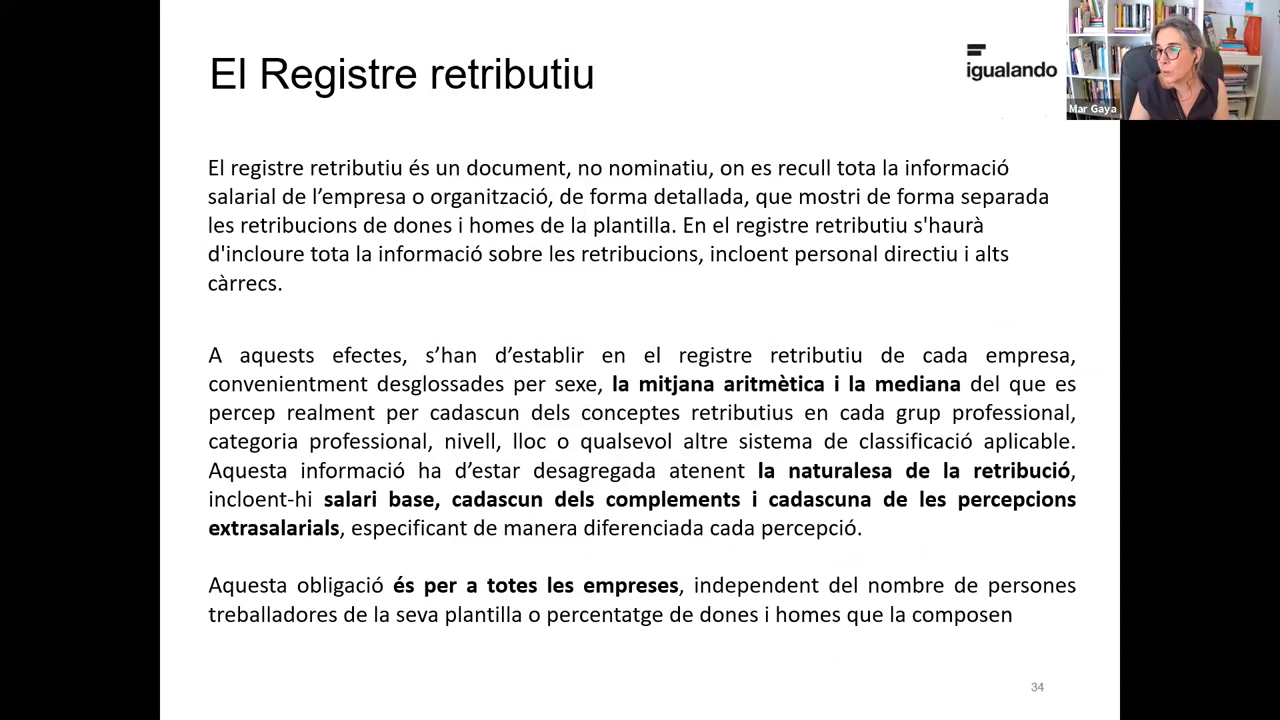 El Registre retributiu
igualando
Mar Gaya
El registre retributiu és un document, no nominatiu, on es recull tota la informació
salarial de l’empresa o organització, de forma detallada, que mostri de forma separada
les retribucions de dones i homes de la plantilla. En el registre retributiu s'haurà
d'incloure tota la informació sobre les retribucions, incloent personal directiu i alts
càrrecs.
A aquests efectes, s’han d’establir en el registre retributiu de cada empresa,
convenientment desglossades per sexe, la mitjana aritmètica i la mediana del que es
percep realment per cadascun dels conceptes retributius en cada grup professional,
categoria professional, nivell, lloc o qualsevol altre sistema de classificació aplicable.
Aquesta informació ha d’estar desagregada atenent la naturalesa de la retribució,
incloent-hi salari base, cadascun dels complements i cadascuna de les percepcions
extrasalarials, especificant de manera diferenciada cada percepció.
Aquesta obligació és per a totes les empreses, independent del nombre de persones
treballadores de la seva plantilla o percentatge de dones i homes que la composen
34